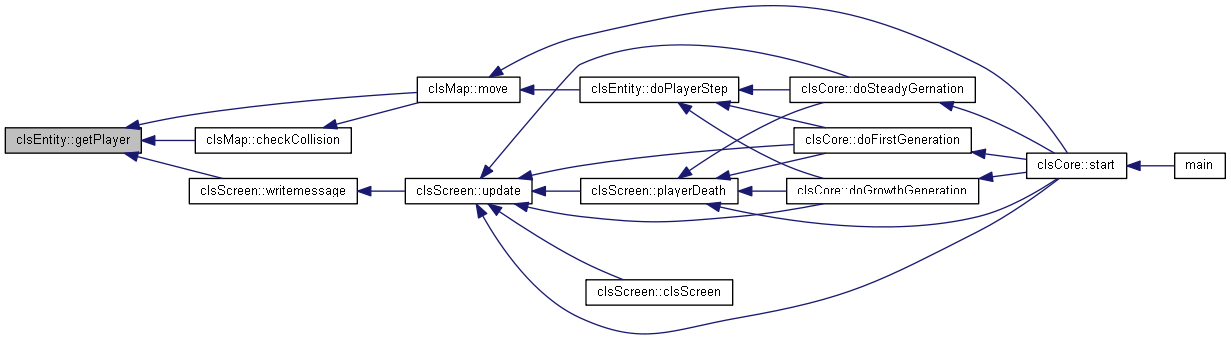 clsEntity::getPlayer
clsMap::move
clsMap::checkCollision
clsScreen::writemessage
clsScreen::update
clsEntity::doPlayerStep
clsScreen::playerDeath
clsScreen::clsScreen
clsCore::doSteadyGernation
clsCore::doFirstGeneration
clsCore::doGrowthGeneration
clsCore::start
main